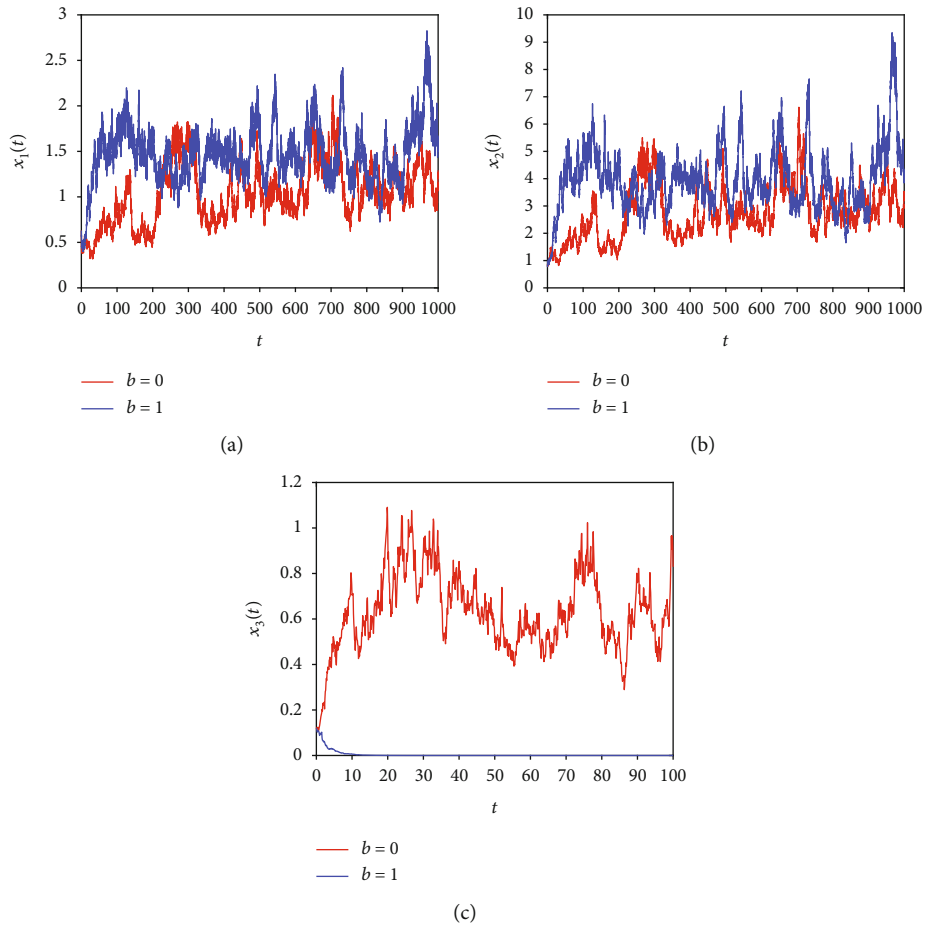 3
2.5
2
1.5
1
0.5
0
x₁(t)
0 100 200 300 400 500 600 700 800 900 1000
t
b = 0
b = 1
(a)
10
9
8
7
6
5
4
3
2
1
0
x₂(t)
0 100 200 300 400 500 600 700 800 900 1000
t
b = 0
b = 1
(b)
1.2
1
0.8
0.6
0.4
0.2
0
x₃(t)
0 10 20 30 40 50 60 70 80 90 100
t
b = 0
b = 1
(c)